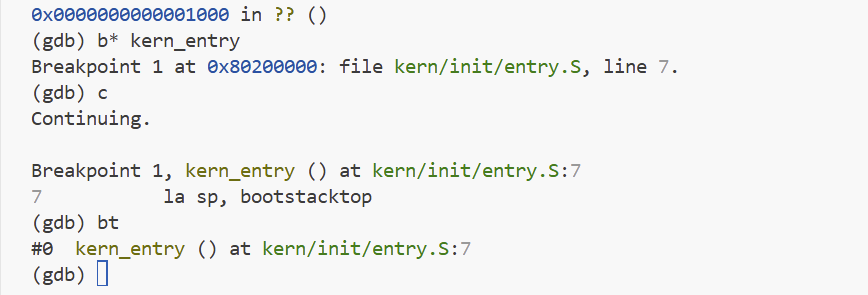 0x0000000000001000 in ?? ()
(gdb) b* kern_entry
Breakpoint 1 at 0x80200000: file kern/init/entry.S, line 7.
(gdb) c
Continuing.

Breakpoint 1, kern_entry () at kern/init/entry.S:7
7           la sp, bootstacktop
(gdb) bt
#0  kern_entry () at kern/init/entry.S:7
(gdb)